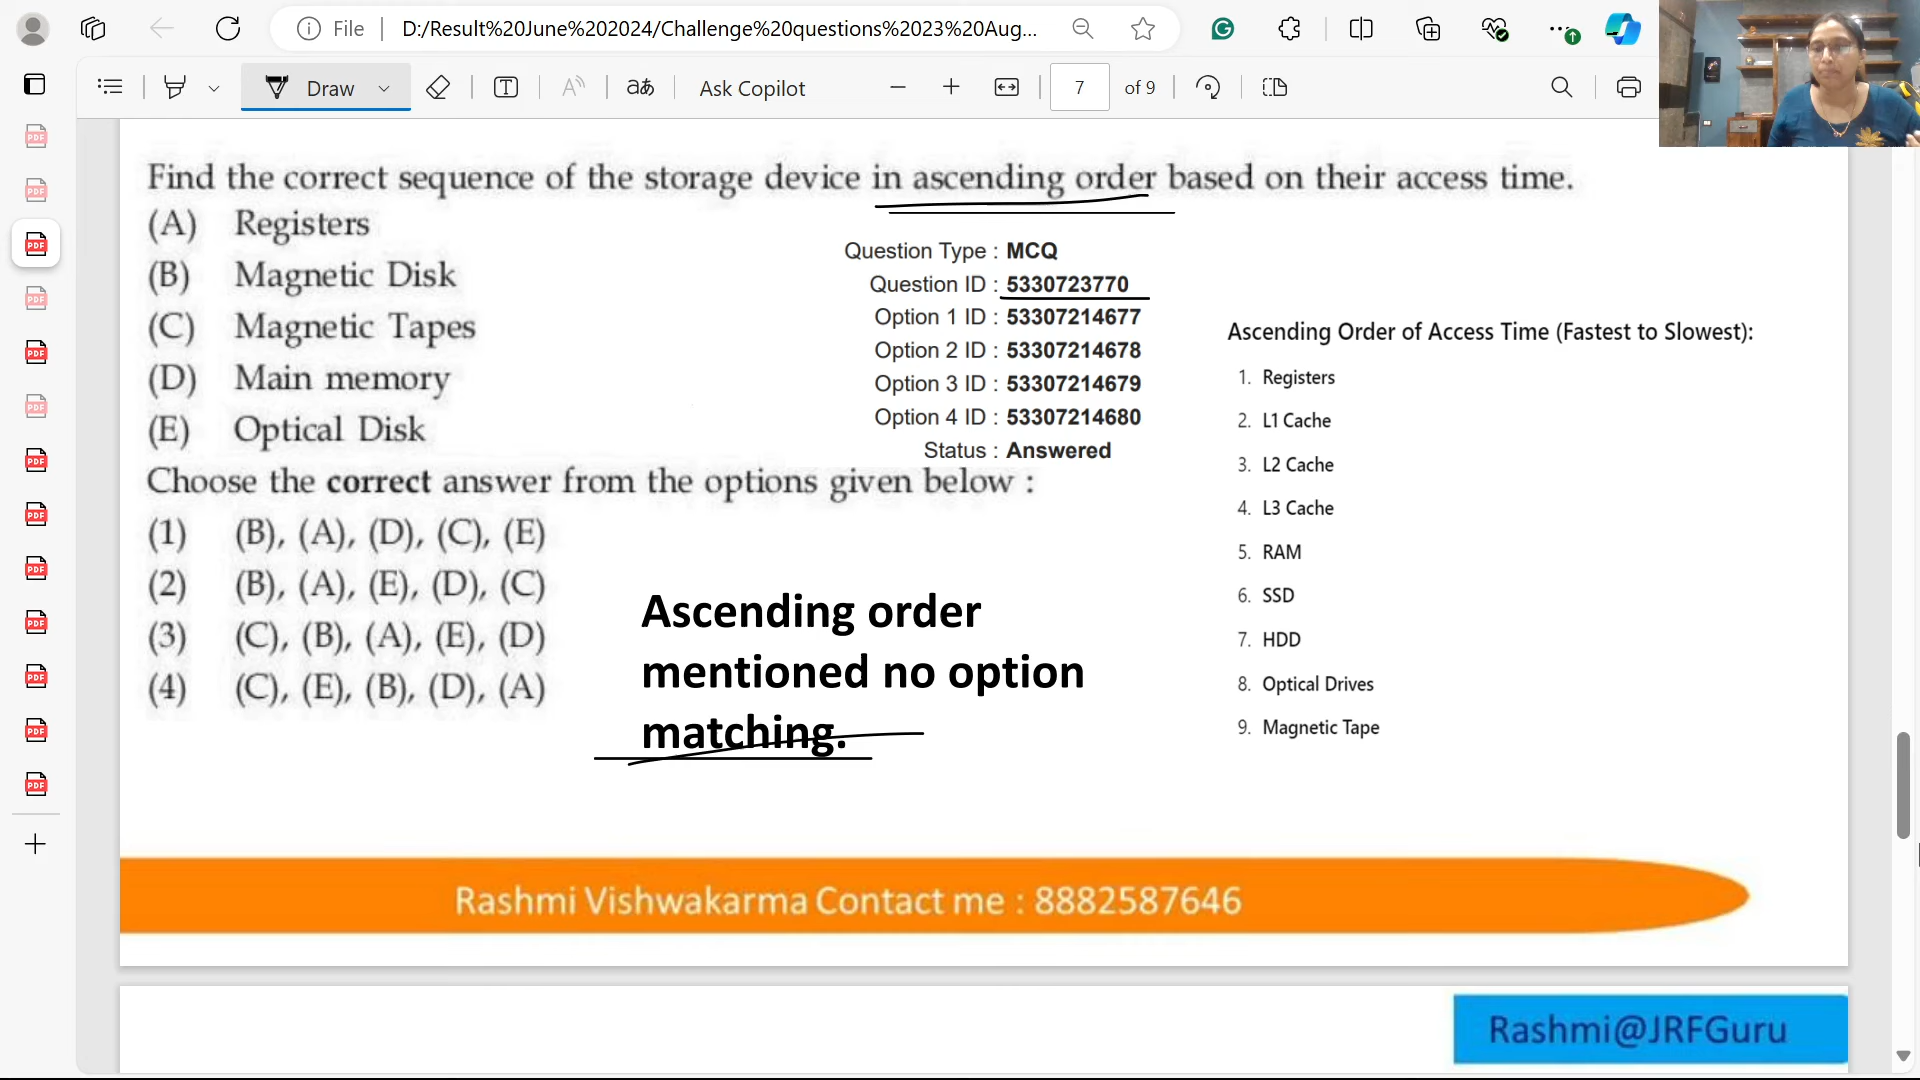 File
D:/Result%20June%202024/Challenge%20questions%2023%20Aug...
Draw
Ask Copilot
7
of 9
Find the correct sequence of the storage device in ascending order based on their access time.
(A) Registers
(B) Magnetic Disk
(C) Magnetic Tapes
(D) Main memory
(E) Optical Disk
Choose the correct answer from the options given below :
(1) (B), (A), (D), (C), (E)
(2) (B), (A), (E), (D), (C)
(3) (C), (B), (A), (E), (D)
(4) (C), (E), (B), (D), (A)
Question Type : MCQ
Question ID : 5330723770
Option 1 ID : 53307214677
Option 2 ID : 53307214678
Option 3 ID : 53307214679
Option 4 ID : 53307214680
Status : Answered
Ascending order
mentioned no option
matching.
Ascending Order of Access Time (Fastest to Slowest):
1. Registers
2. L1 Cache
3. L2 Cache
4. L3 Cache
5. RAM
6. SSD
7. HDD
8. Optical Drives
9. Magnetic Tape
Rashmi Vishwakarma Contact me : 8882587646
Rashmi@JRFGuru